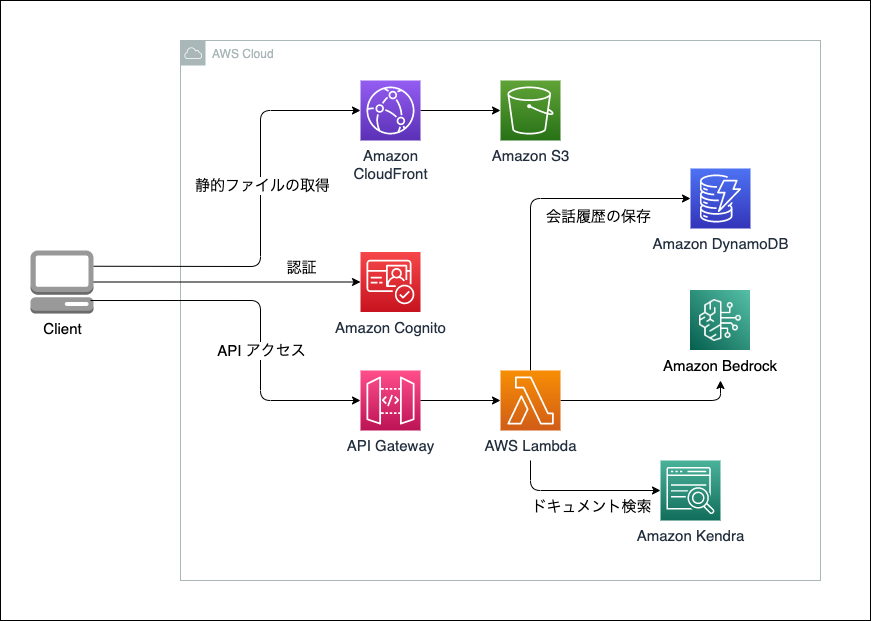 AWS Cloud
Amazon
CloudFront
Amazon S3
静的ファイルの取得
会話履歴の保存
Amazon DynamoDB
認証
Client
Amazon Cognito
API アクセス
Amazon Bedrock
API Gateway
AWS Lambda
ドキュメント検索
Amazon Kendra